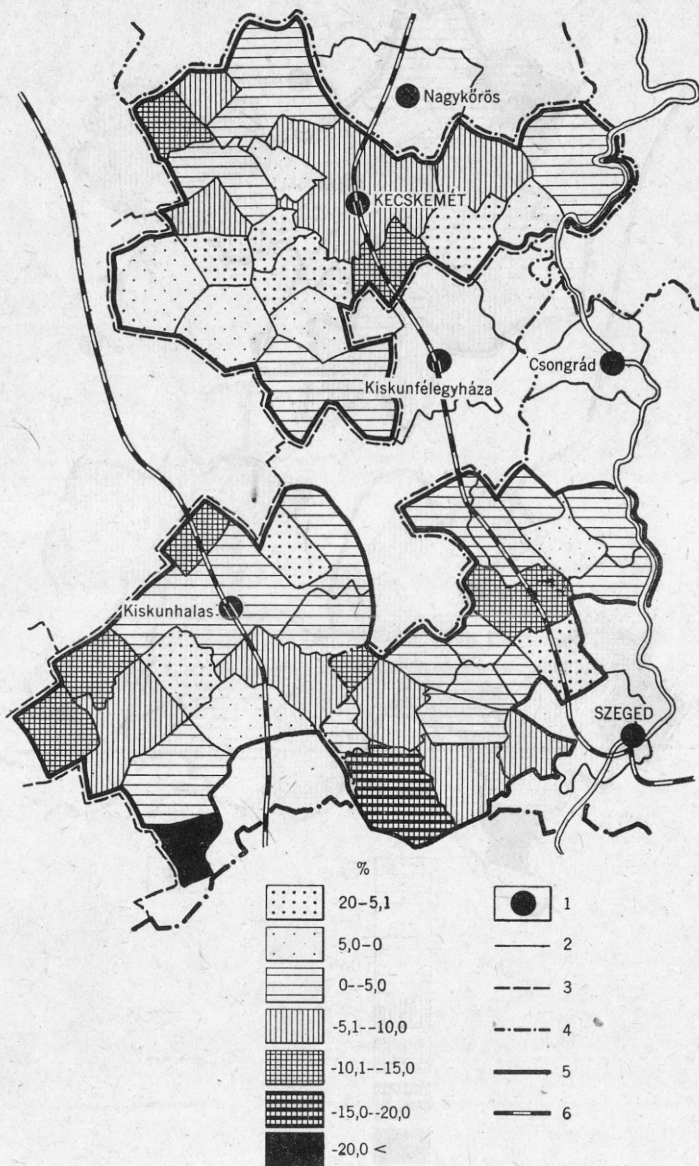 Nagykőrös
KECSKEMÉT
Csongrád
Kiskunfélegyháza
Kiskunhalas
SZEGED
%
20–5,1
5,0–0
0–-5,0
-5,1–-10,0
-10,1–-15,0
-15,0–-20,0
-20,0 <
1
2
3
4
5
6